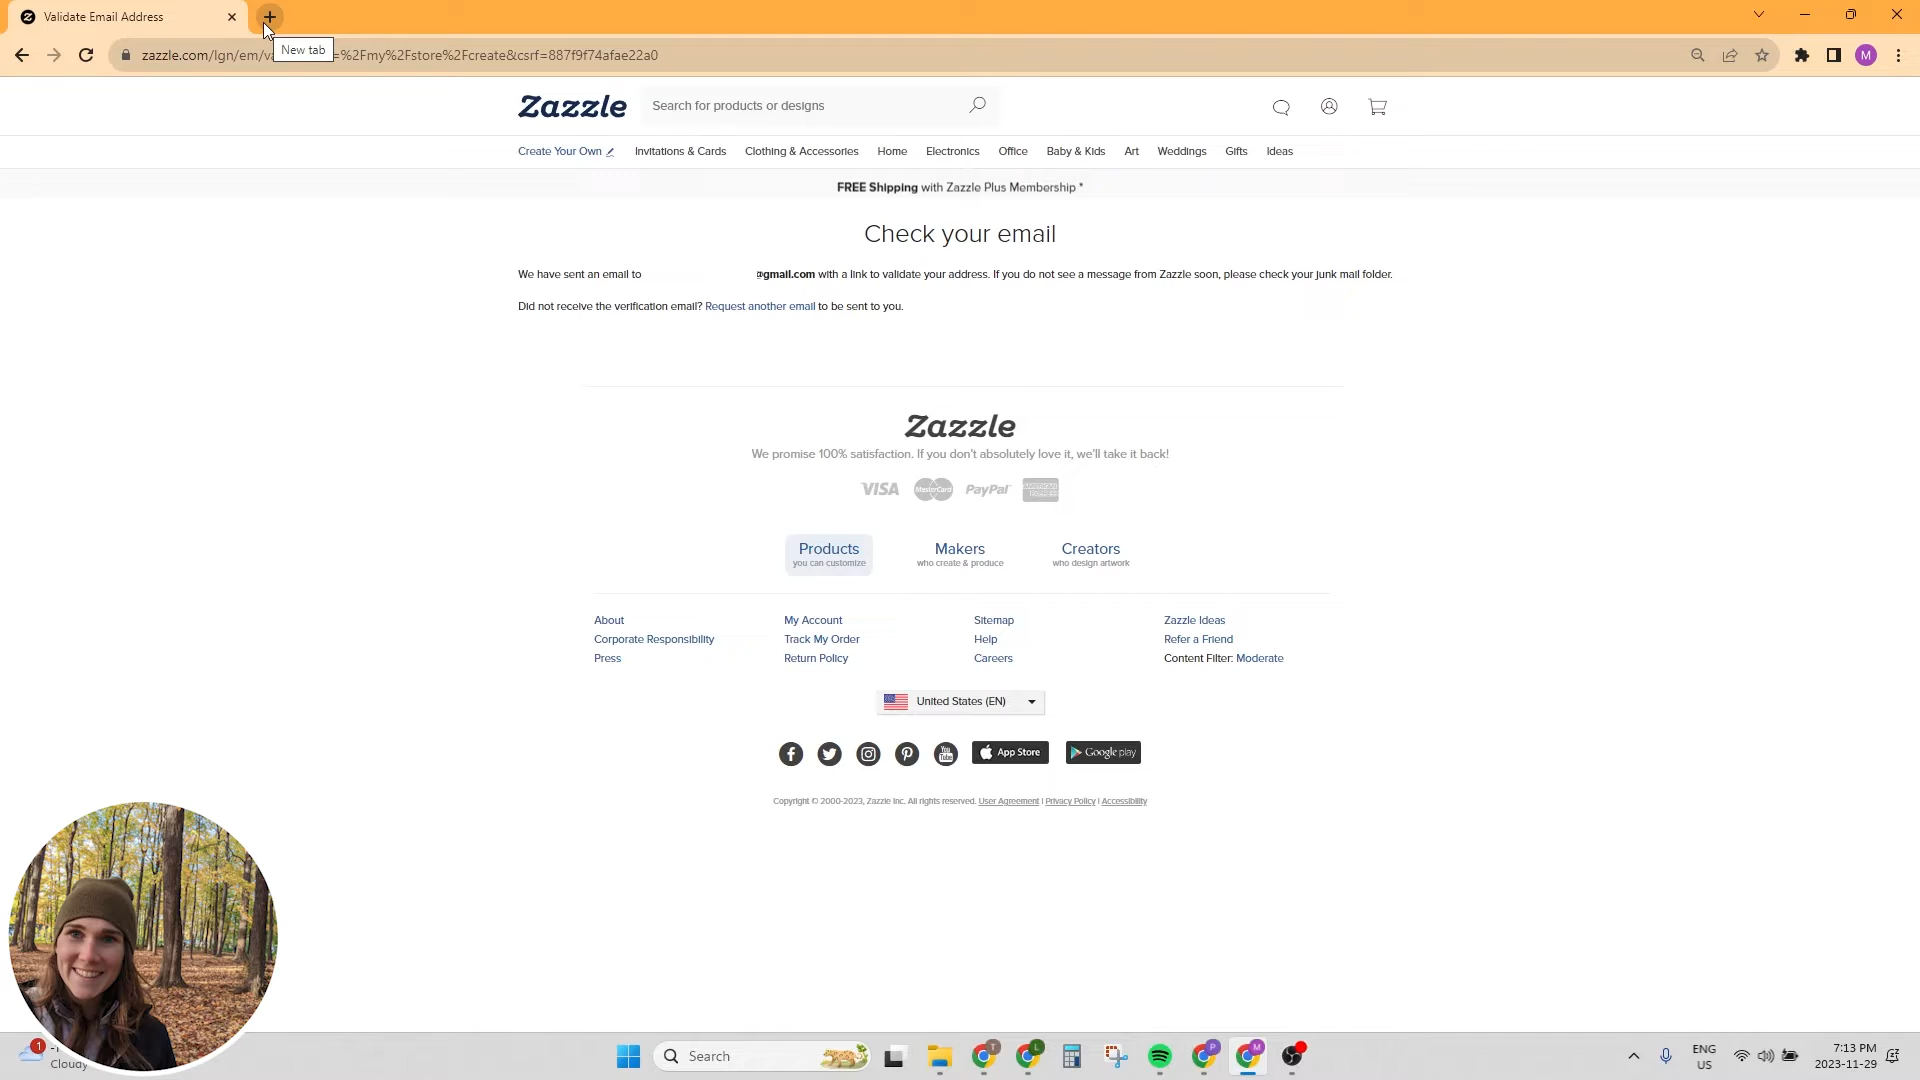 Validate Email Address
New tab
zazzle.com/lgn/em/va =%2Fmy%2Fstore%2Fcreate&csrf=887f9f74afae22a0
M
Zazzle
Search for products or designs
Create Your Own Invitations & Cards Clothing & Accessories Home Electronics Office Baby & Kids Art Weddings Gifts Ideas
FREE Shipping with Zazzle Plus Membership *
Check your email
We have sent an email to @gmail.com with a link to validate your address. If you do not see a message from Zazzle soon, please check your junk mail folder.
Did not receive the verification email? Request another email to be sent to you.
Zazzle
We promise 100% satisfaction. If you don't absolutely love it, we'll take it back!
VISA MasterCard PayPal AMERICAN EXPRESS
Products Makers Creators
you can customize who create & produce who design artwork
About My Account Sitemap Zazzle Ideas
Corporate Responsibility Track My Order Help Refer a Friend
Press Return Policy Careers Content Filter: Moderate
United States (EN)
You Tube App Store Google play
Copyright © 2000-2023, Zazzle Inc. All rights reserved. User Agreement | Privacy Policy | Accessibility
1
Cloudy
Search
T L P M
ENG
US
7:13 PM
2023-11-29